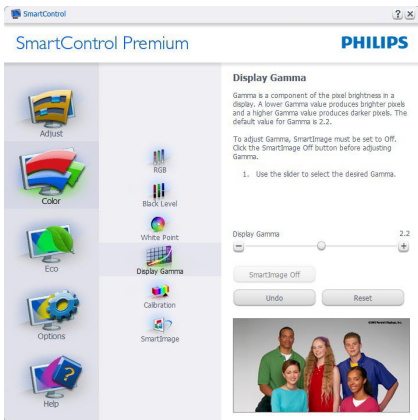 SmartControl
SmartControl Premium
PHILIPS
Adjust
Color
Eco
Options
Help
RGB
Black Level
White Point
Display Gamma
Calibration
SmartImage
Display Gamma
Gamma is a component of the pixel brightness in a
display. A lower Gamma value produces brighter pixels
and a higher Gamma value produces darker pixels. The
default value for Gamma is 2.2.
To adjust Gamma, SmartImage must be set to Off.
Click the SmartImage Off button before adjusting
Gamma.
1. Use the slider to select the desired Gamma.
Display Gamma 2.2
SmartImage Off
Undo Reset